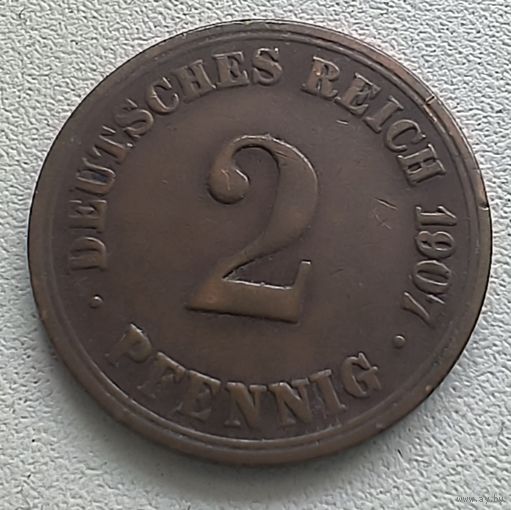 · DEUTSCHES REICH 1907 ·
2
PFENNIG
www.ay.by